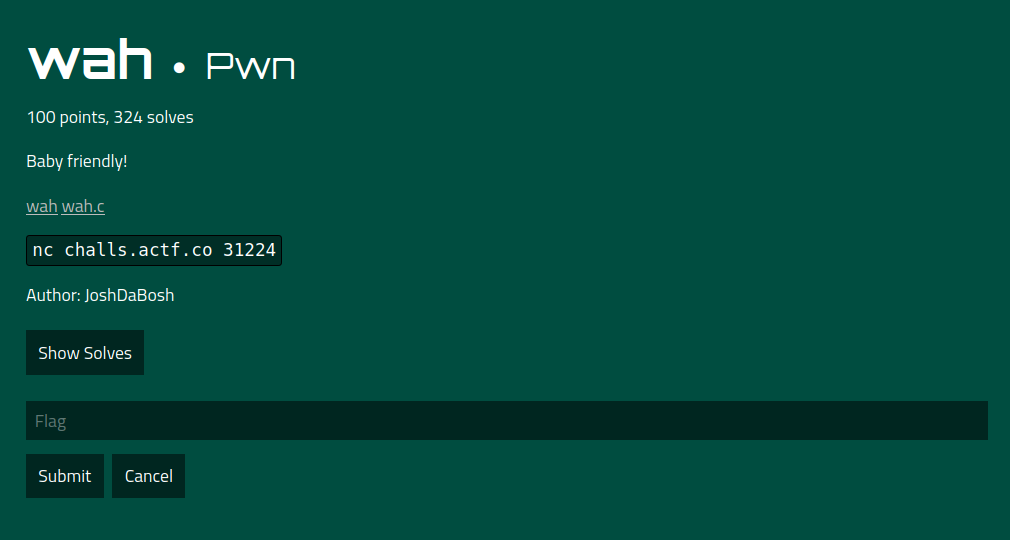 wah • Pwn
100 points, 324 solves
Baby friendly!
wah wah.c
nc challs.actf.co 31224
Author: JoshDaBosh
Show Solves
Flag
Submit Cancel